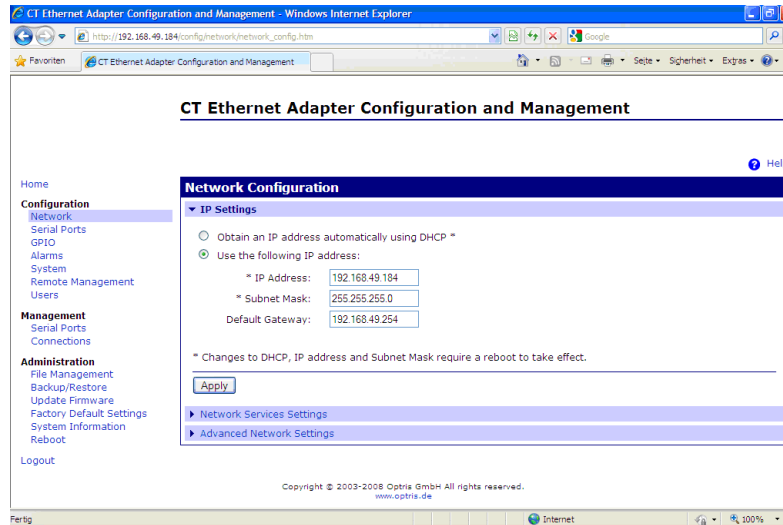 CT Ethernet Adapter Configuration and Management - Windows Internet Explorer
http://192.168.49.184/config/network/network_config.htm
Google
Favoriten
CT Ethernet Adapter Configuration and Management
Seite
Sicherheit
Extras
CT Ethernet Adapter Configuration and Management
Hel
Home
Configuration
Network
Serial Ports
GPIO
Alarms
System
Remote Management
Users
Management
Serial Ports
Connections
Administration
File Management
Backup/Restore
Update Firmware
Factory Default Settings
System Information
Reboot
Logout
Network Configuration
IP Settings
Obtain an IP address automatically using DHCP *
Use the following IP address:
* IP Address: 192.168.49.184
* Subnet Mask: 255.255.255.0
Default Gateway: 192.168.49.254
* Changes to DHCP, IP address and Subnet Mask require a reboot to take effect.
Apply
Network Services Settings
Advanced Network Settings
Copyright © 2003-2008 Optris GmbH All rights reserved.
www.optris.de
Fertig
Internet
100%